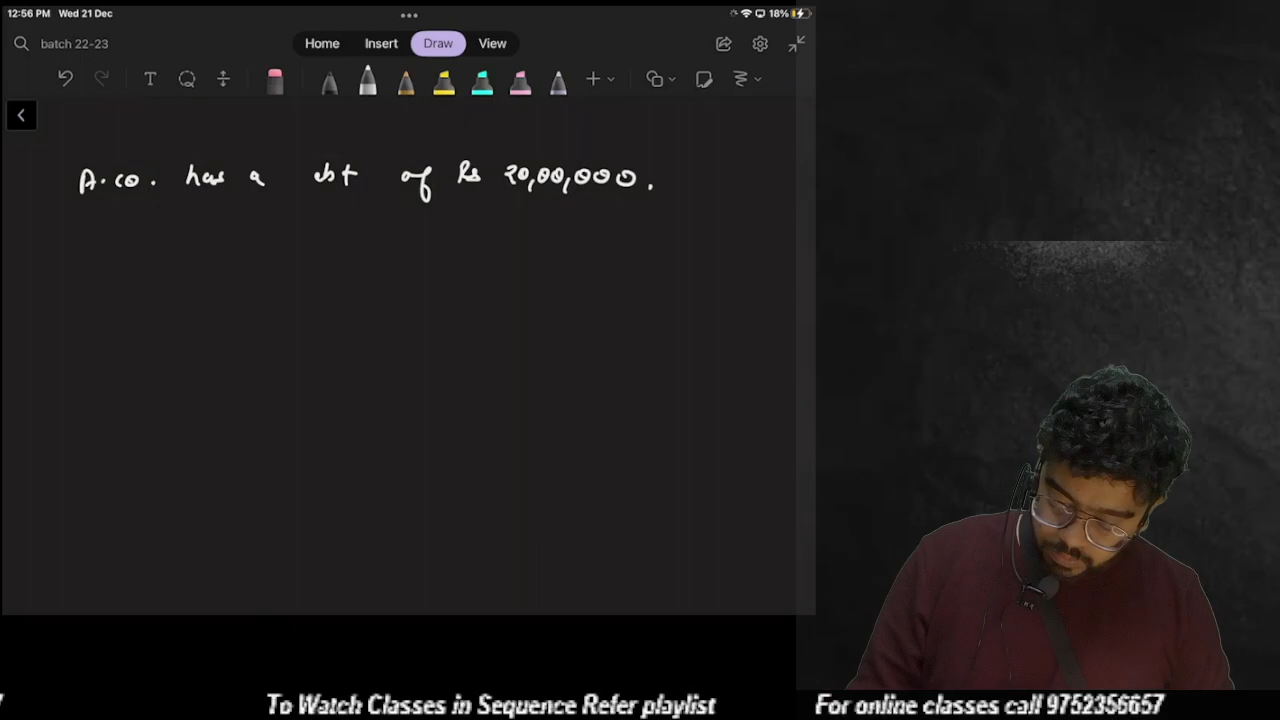 12:56 PM Wed 21 Dec
18%
batch 22-23
Home Insert Draw View
A. co. has a dbt of Rs 20,00,000.
To Watch Classes in Sequence Refer playlist For online classes call 9752356657